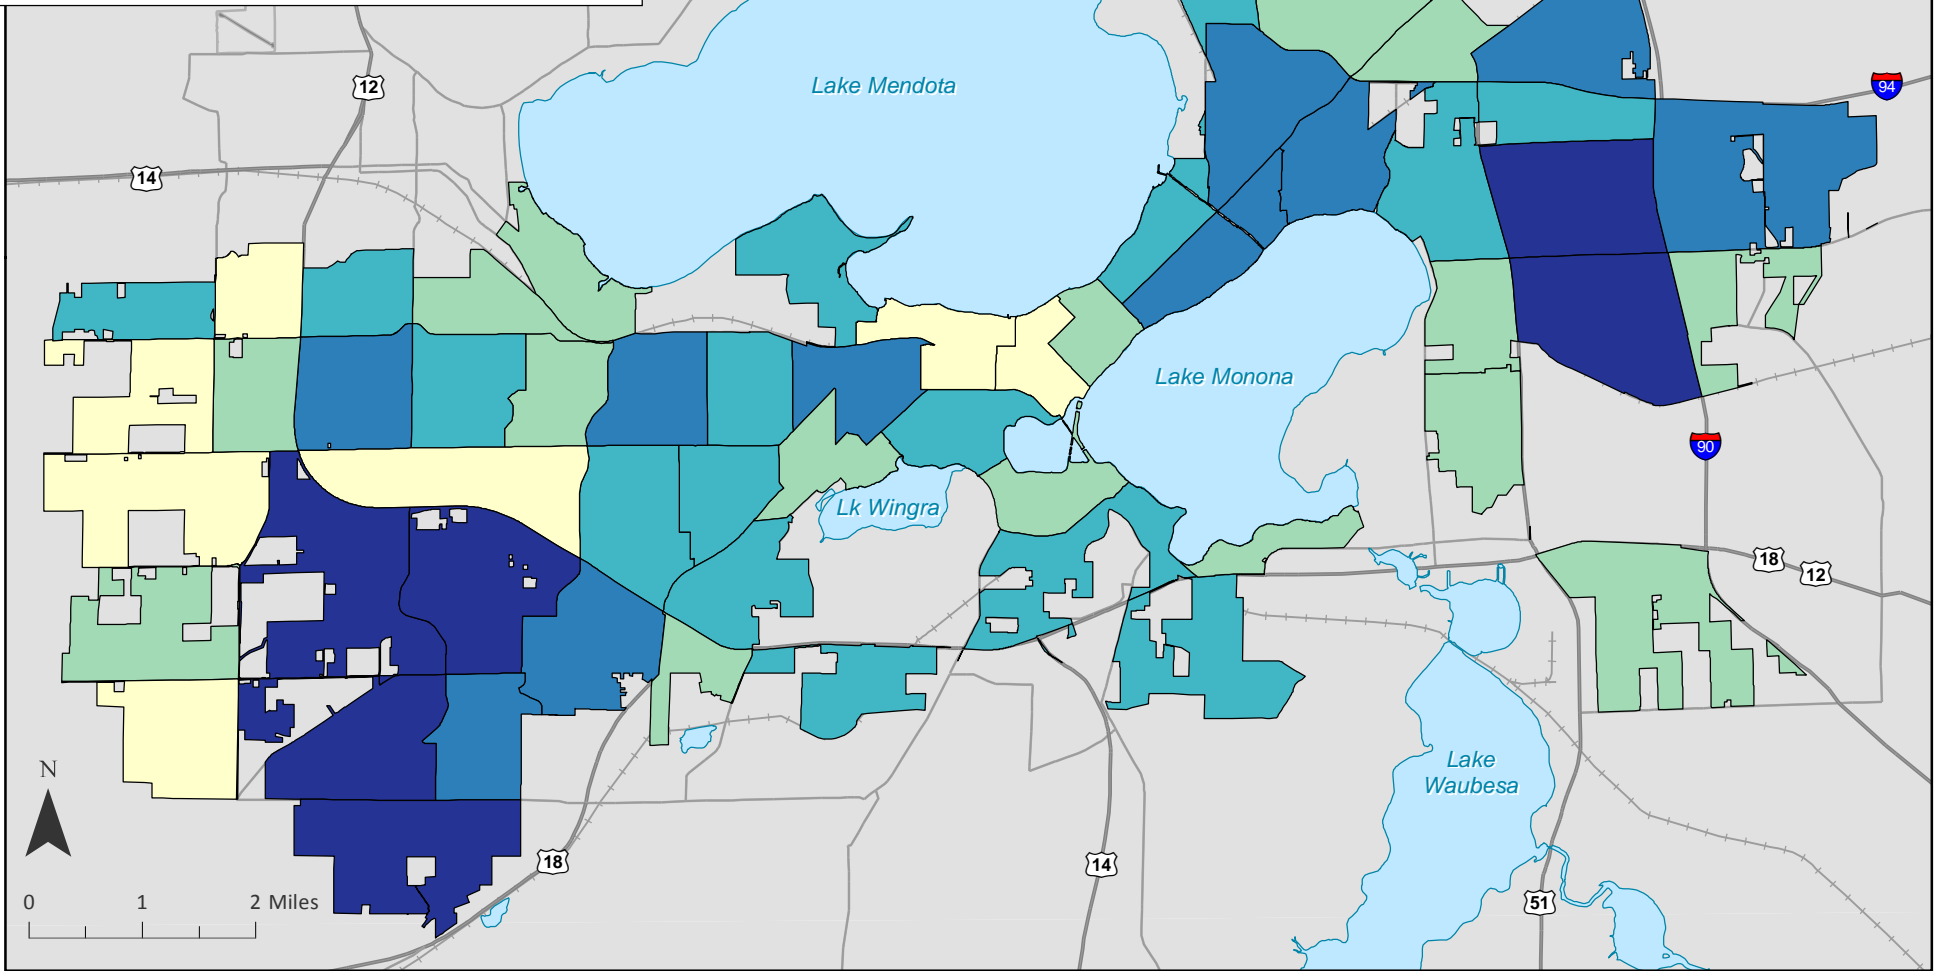 Lake Mendota
12
94
14
Lake Monona
90
Lk Wingra
18
12
Lake
Waubesa
N
18
14
0 1 2 Miles
51